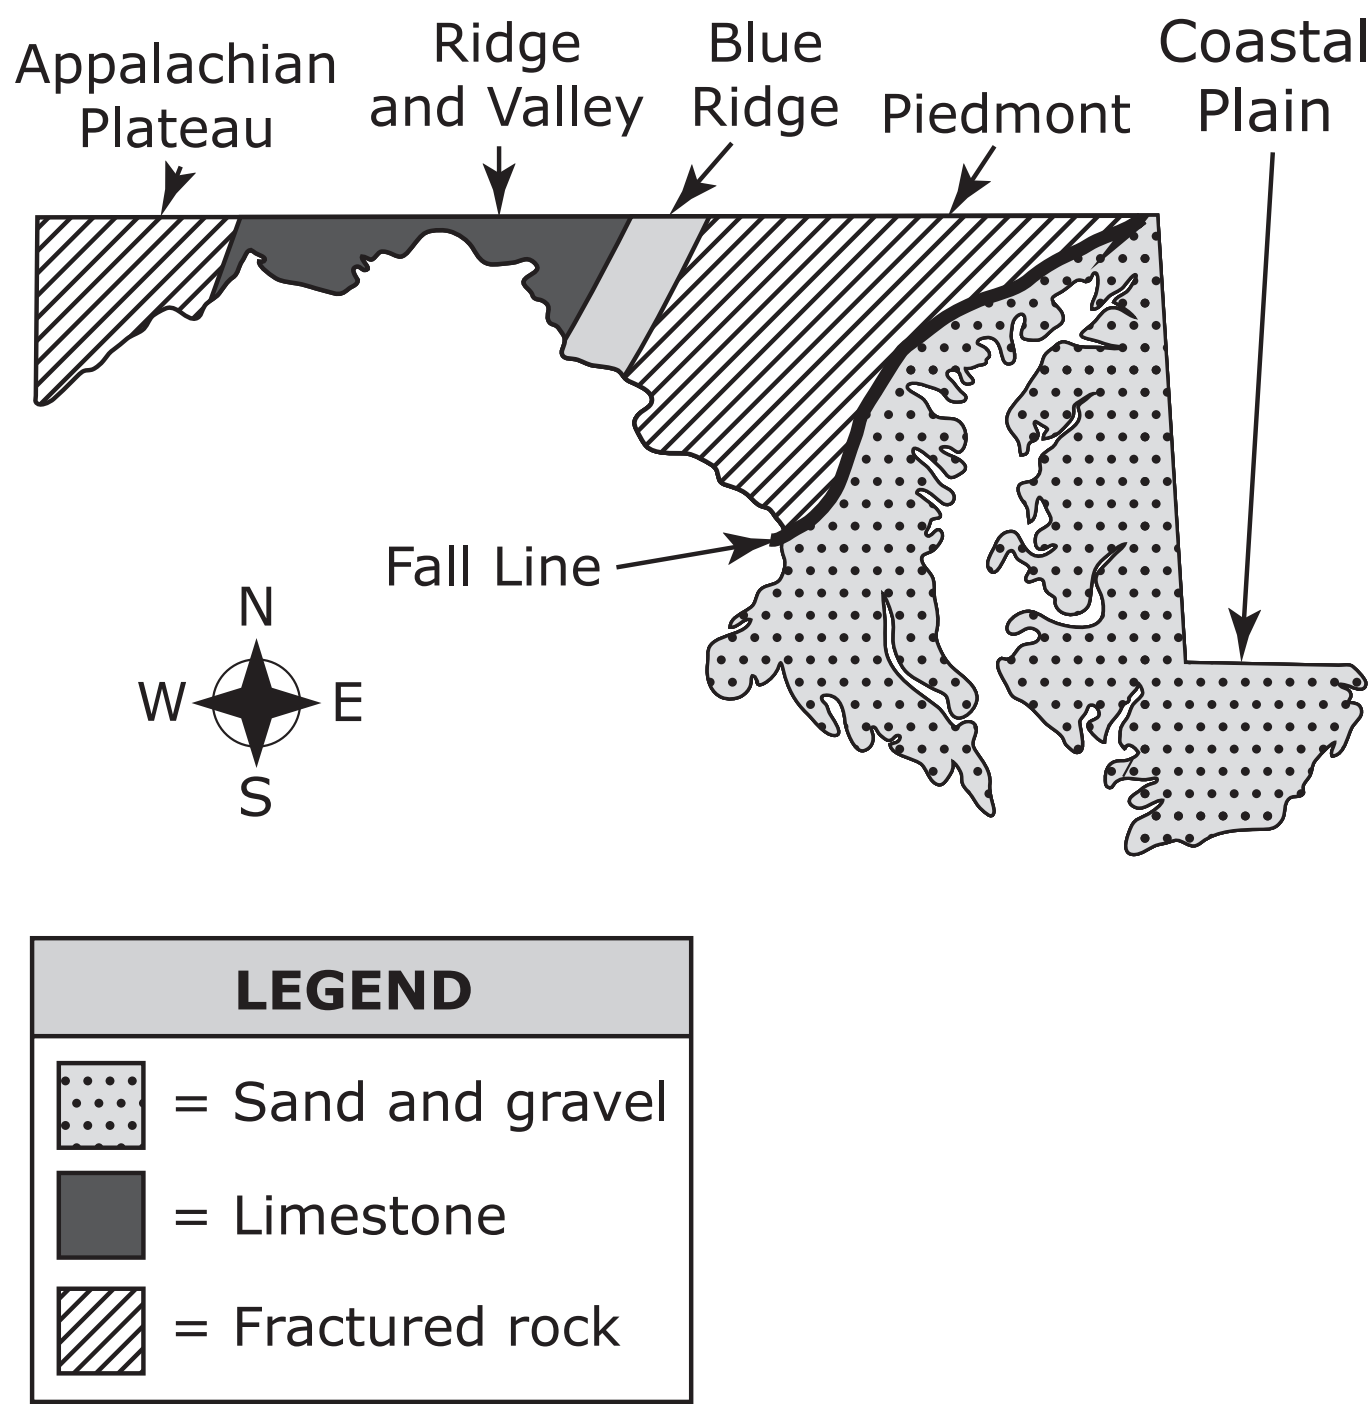 Appalachian
Plateau
Ridge
and Valley
Blue
Ridge
Piedmont
Coastal
Plain
Fall Line
N
W
E
S
LEGEND
= Sand and gravel
= Limestone
= Fractured rock